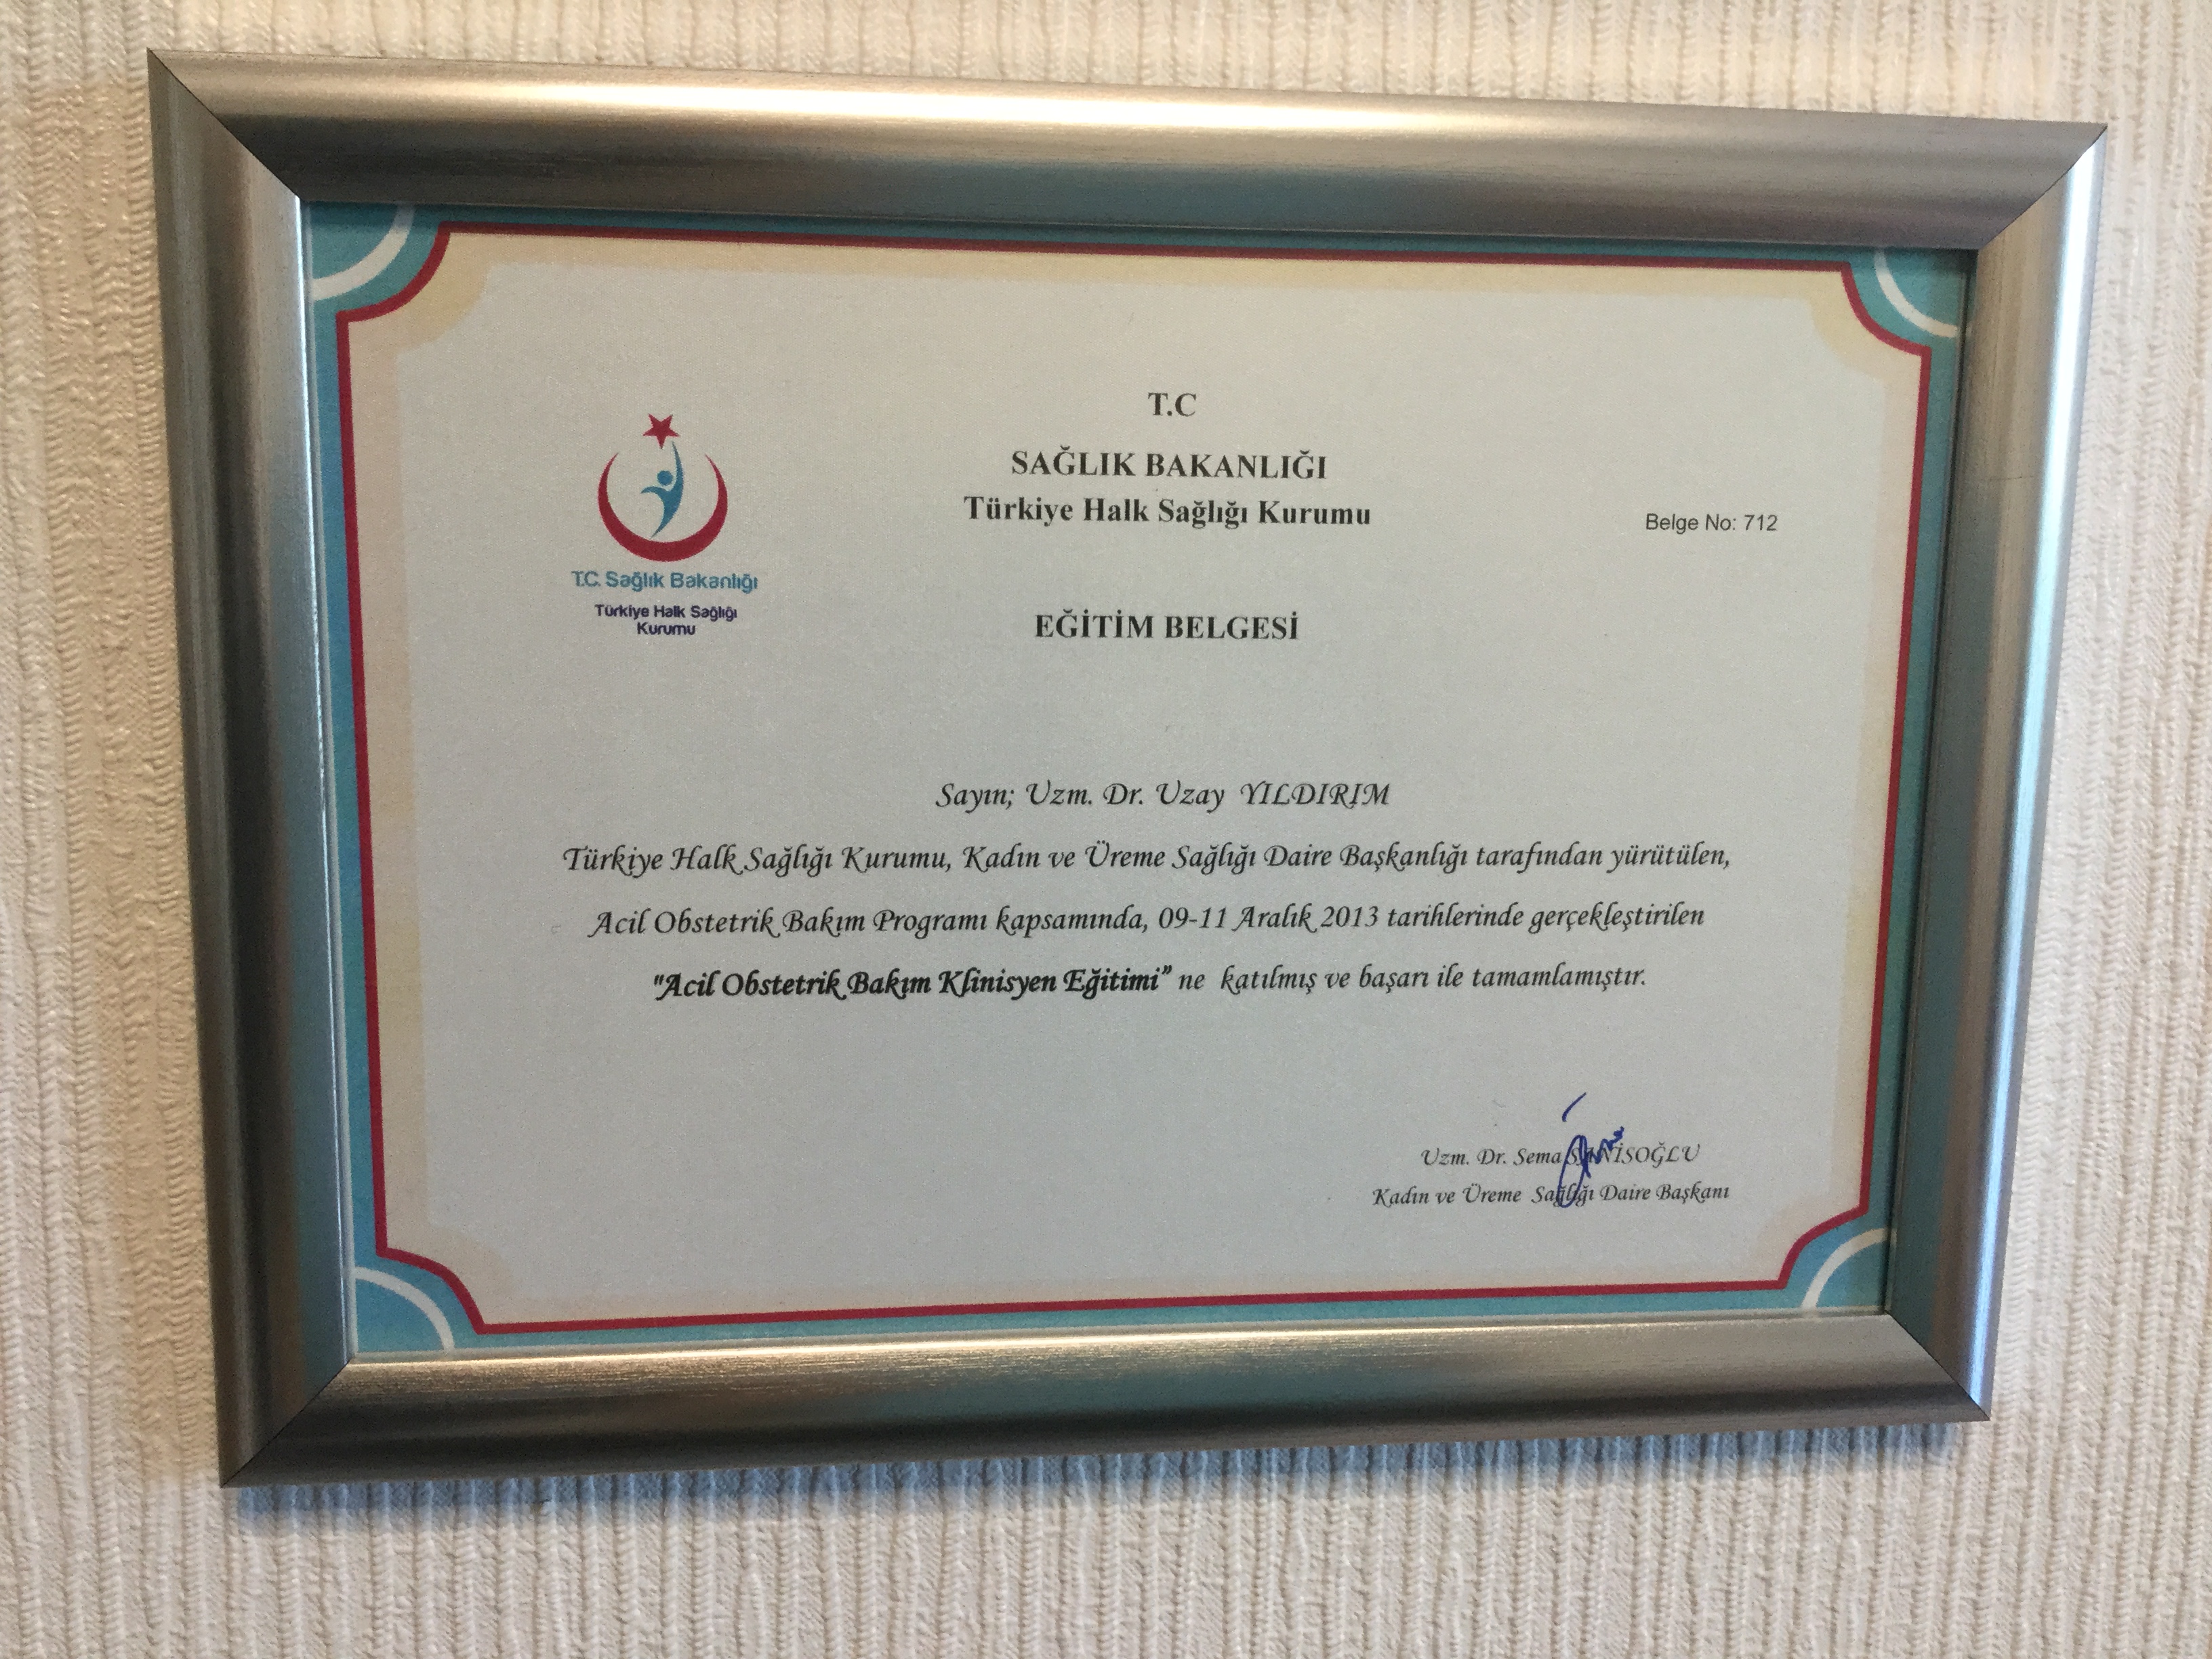 T.C
SAĞLIK BAKANLIĞI
Türkiye Halk Sağlığı Kurumu
T.C. Sağlık Bakanlığı
Türkiye Halk Sağlığı
Kurumu
Belge No: 712
EĞİTİM BELGESİ
Sayın; Uzm. Dr. Uzay YILDIRIM
Türkiye Halk Sağlığı Kurumu, Kadın ve Üreme Sağlığı Daire Başkanlığı tarafından yürütülen,
Acil Obstetrik Bakım Programı kapsamında, 09-11 Aralık 2013 tarihlerinde gerçekleştirilen
"Acil Obstetrik Bakım Klinisyen Eğitimi" ne katılmış ve başarı ile tamamlamıştır.
Uzm. Dr. Sema
Kadın ve Üreme Sağlığı Daire Başkanı